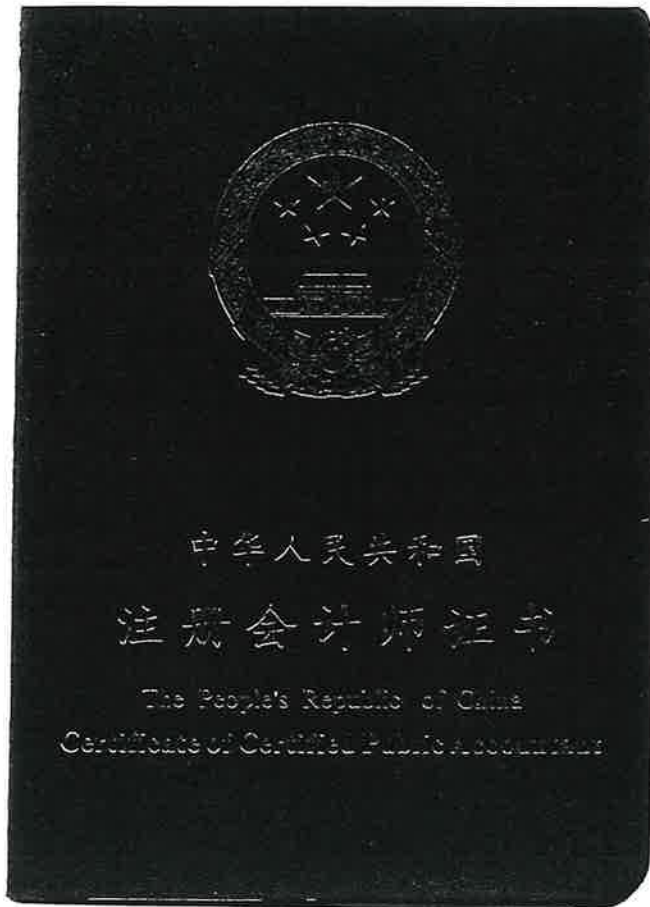 中华人民共和国
注册会计师证书
The People's Republic of China
Certificate of Certified Public Accountant